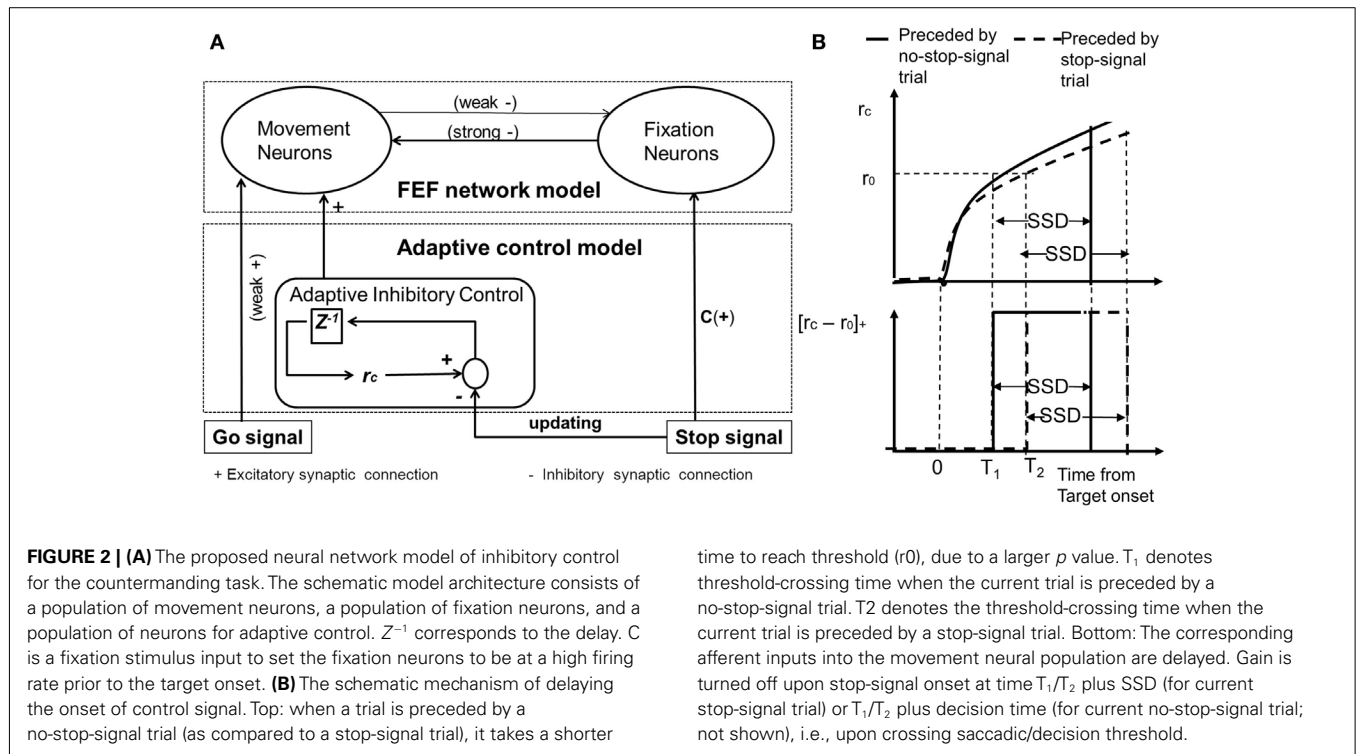 A
Movement
Neurons
(weak -)
(strong -)
Fixation
Neurons
FEF network model
+
Adaptive control model
(weak +)
Adaptive Inhibitory Control
Z-1
rc
+
-
C(+)
updating
Go signal
Stop signal
+ Excitatory synaptic connection
- Inhibitory synaptic connection
B
Preceded by
no-stop-signal
trial
Preceded by
stop-signal
trial
rc
r0
SSD
SSD
[rc – r0]+
SSD
SSD
0
T1
T2
Time from
Target onset
FIGURE 2 | (A) The proposed neural network model of inhibitory control
for the countermanding task. The schematic model architecture consists of
a population of movement neurons, a population of fixation neurons, and a
population of neurons for adaptive control. Z−1 corresponds to the delay. C
is a fixation stimulus input to set the fixation neurons to be at a high firing
rate prior to the target onset. (B) The schematic mechanism of delaying
the onset of control signal. Top: when a trial is preceded by a
no-stop-signal trial (as compared to a stop-signal trial), it takes a shorter
time to reach threshold (r0), due to a larger p value. T1 denotes
threshold-crossing time when the current trial is preceded by a
no-stop-signal trial. T2 denotes the threshold-crossing time when the
current trial is preceded by a stop-signal trial. Bottom: The corresponding
afferent inputs into the movement neural population are delayed. Gain is
turned off upon stop-signal onset at time T1/T2 plus SSD (for current
stop-signal trial) or T1/T2 plus decision time (for current no-stop-signal trial;
not shown), i.e., upon crossing saccadic/decision threshold.